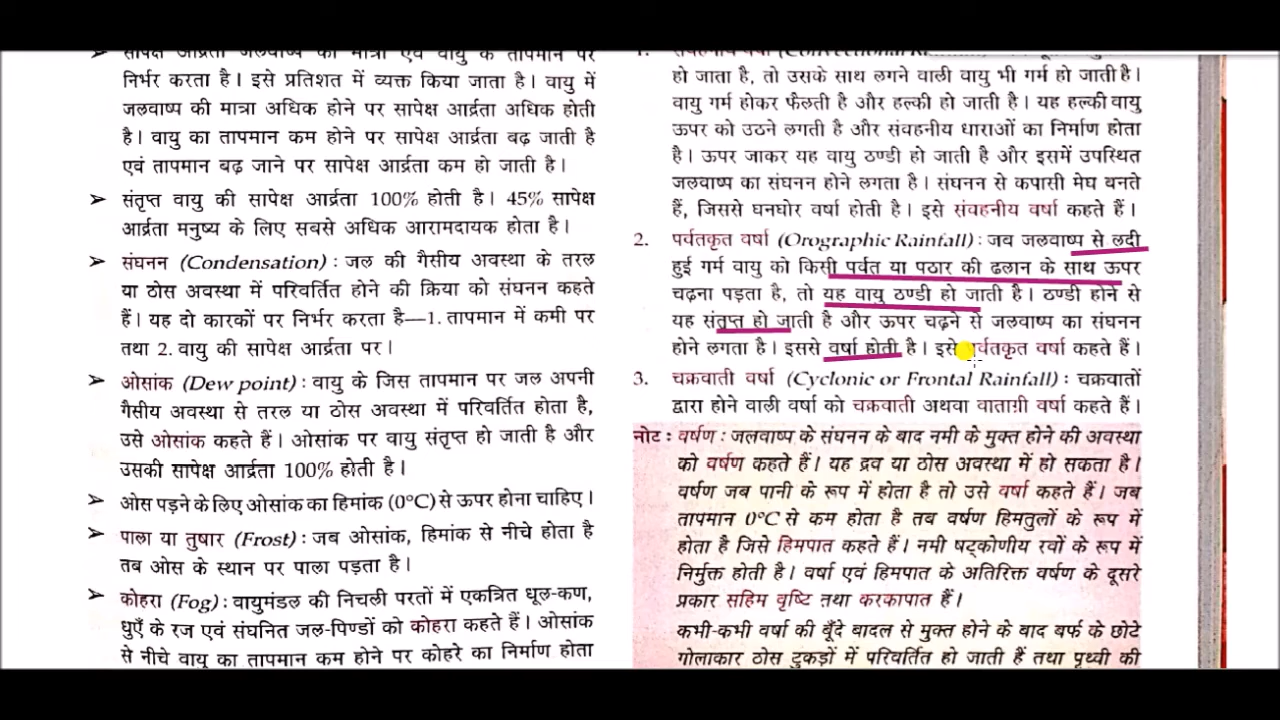 सापेक्ष आर्द्रता जलवाष्प की मात्रा एवं वायु के तापमान पर
निर्भर करता है। इसे प्रतिशत में व्यक्त किया जाता है। वायु में
जलवाष्प की मात्रा अधिक होने पर सापेक्ष आर्द्रता अधिक होती
है। वायु का तापमान कम होने पर सापेक्ष आर्द्रता बढ़ जाती है
एवं तापमान बढ़ जाने पर सापेक्ष आर्द्रता कम हो जाती है।
➢ संतृप्त वायु की सापेक्ष आर्द्रता 100% होती है। 45% सापेक्ष
आर्द्रता मनुष्य के लिए सबसे अधिक आरामदायक होता है।
➢ संघनन (Condensation) : जल की गैसीय अवस्था के तरल
या ठोस अवस्था में परिवर्तित होने की क्रिया को संघनन कहते
हैं। यह दो कारकों पर निर्भर करता है—1. तापमान में कमी पर
तथा 2. वायु की सापेक्ष आर्द्रता पर।
➢ ओसांक (Dew point) : वायु के जिस तापमान पर जल अपनी
गैसीय अवस्था से तरल या ठोस अवस्था में परिवर्तित होता है,
उसे ओसांक कहते हैं। ओसांक पर वायु संतृप्त हो जाती है और
उसकी सापेक्ष आर्द्रता 100% होती है।
➢ ओस पड़ने के लिए ओसांक का हिमांक (0°C) से ऊपर होना चाहिए।
➢ पाला या तुषार (Frost) : जब ओसांक, हिमांक से नीचे होता है
तब ओस के स्थान पर पाला पड़ता है।
➢ कोहरा (Fog) : वायुमंडल की निचली परतों में एकत्रित धूल-कण,
धुएँ के रज एवं संघनित जल-पिण्डों को कोहरा कहते हैं। ओसांक
से नीचे वायु का तापमान कम होने पर कोहरे का निर्माण होता
हो जाता है, तो उसके साथ लगने वाली वायु भी गर्म हो जाती है।
वायु गर्म होकर फैलती है और हल्की हो जाती है। यह हल्की वायु
ऊपर को उठने लगती है और संवहनीय धाराओं का निर्माण होता
है। ऊपर जाकर यह वायु ठण्डी हो जाती है और इसमें उपस्थित
जलवाष्प का संघनन होने लगता है। संघनन से कपासी मेघ बनते
हैं, जिससे घनघोर वर्षा होती है। इसे संवहनीय वर्षा कहते हैं।
2. पर्वतकृत वर्षा (Orographic Rainfall) : जब जलवाष्प से लदी
हुई गर्म वायु को किसी पर्वत या पठार की ढलान के साथ ऊपर
चढ़ना पड़ता है, तो यह वायु ठण्डी हो जाती है। ठण्डी होने से
यह संतृप्त हो जाती है और ऊपर चढ़ने से जलवाष्प का संघनन
होने लगता है। इससे वर्षा होती है। इसे पर्वतकृत वर्षा कहते हैं।
3. चक्रवाती वर्षा (Cyclonic or Frontal Rainfall) : चक्रवातों
द्वारा होने वाली वर्षा को चक्रवाती अथवा वाताग्री वर्षा कहते हैं।
नोट : वर्षण : जलवाष्प के संघनन के बाद नमी के मुक्त होने की अवस्था
को वर्षण कहते हैं। यह द्रव या ठोस अवस्था में हो सकता है।
वर्षण जब पानी के रूप में होता है तो उसे वर्षा कहते हैं। जब
तापमान 0°C से कम होता है तब वर्षण हिमतुलों के रूप में
होता है जिसे हिमपात कहते हैं। नमी षट्कोणीय रवों के रूप में
निर्मुक्त होती है। वर्षा एवं हिमपात के अतिरिक्त वर्षण के दूसरे
प्रकार सहिम वृष्टि तथा करकापात हैं।
कभी-कभी वर्षा की बूँदे बादल से मुक्त होने के बाद बर्फ के छोटे
गोलाकार ठोस टुकड़ों में परिवर्तित हो जाती हैं तथा पृथ्वी की